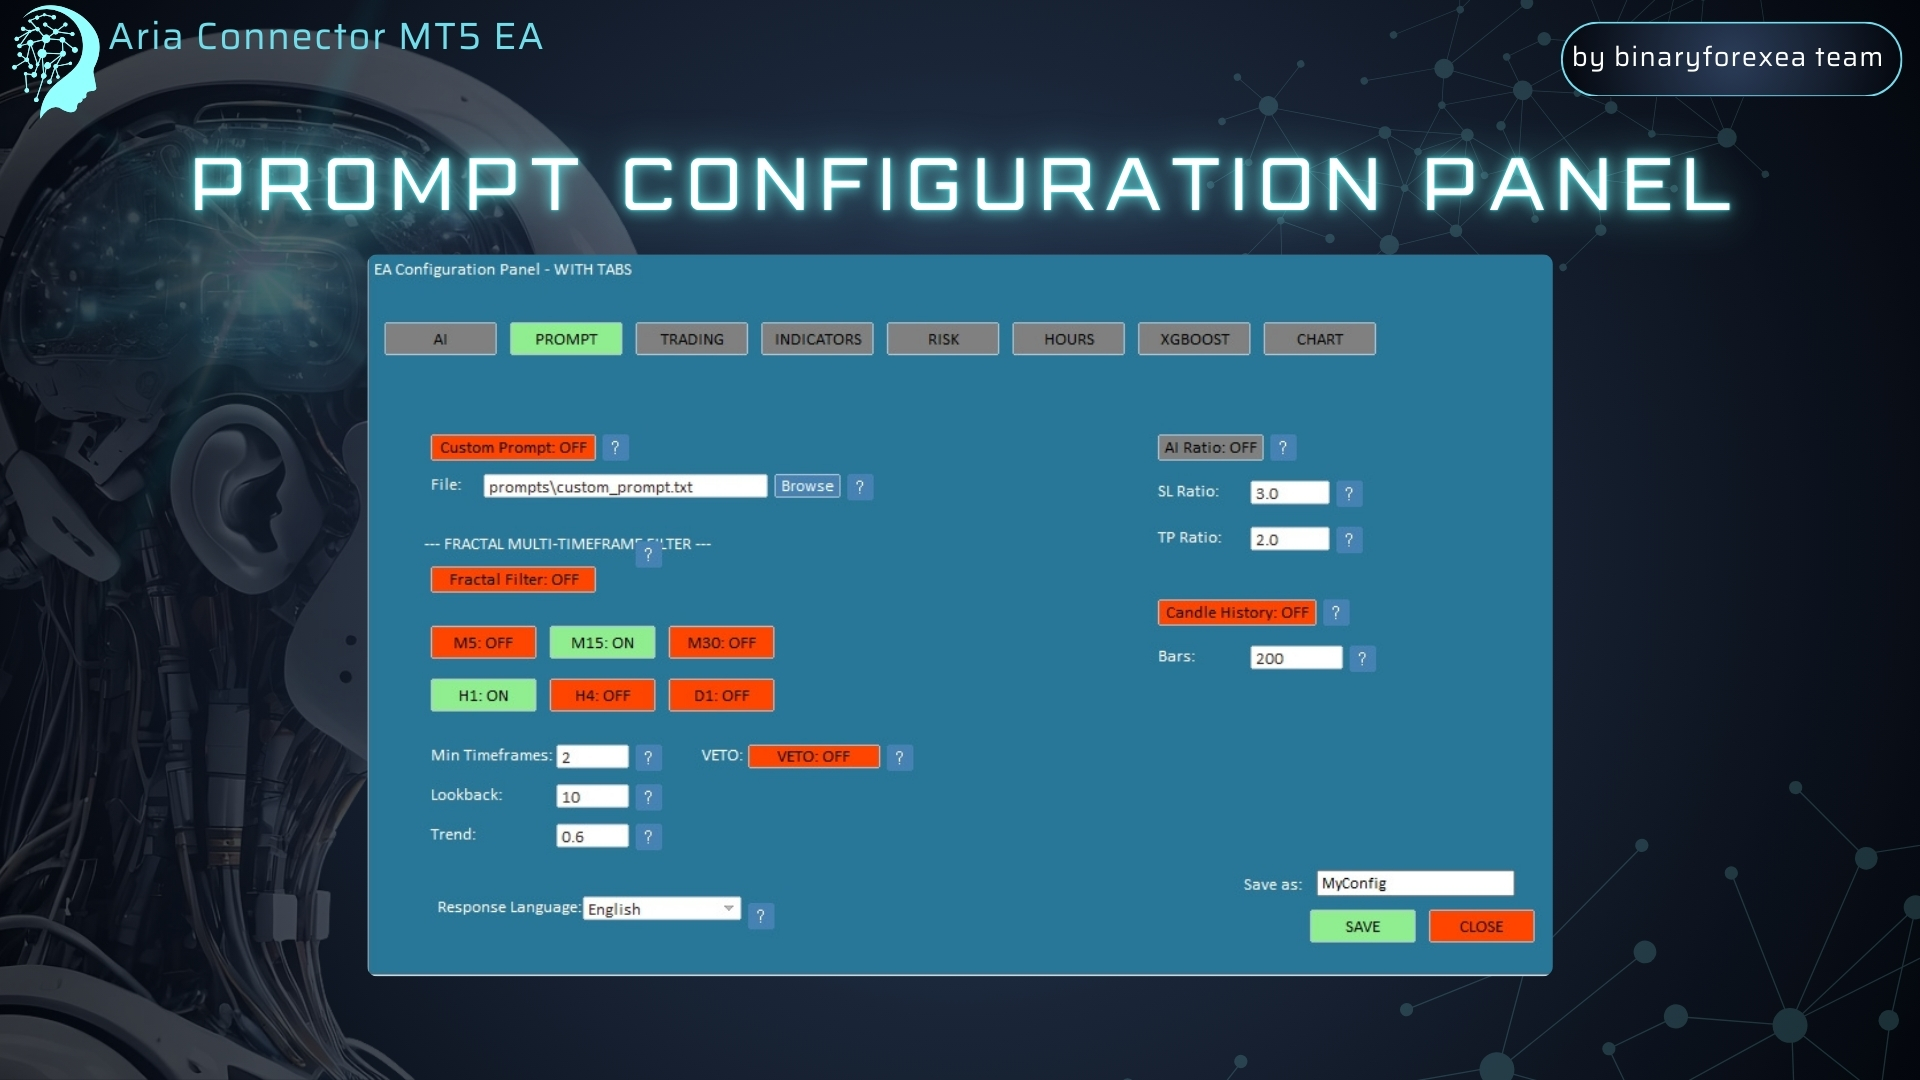 Aria Connector MT5 EA
by binaryforexea team
PROMPT CONFIGURATION PANEL
EA Configuration Panel - WITH TABS
AI PROMPT TRADING INDICATORS RISK HOURS XGBOOST CHART
Custom Prompt: OFF ? AI Ratio: OFF ?
File: prompts\custom_prompt.txt Browse ? SL Ratio: 3.0 ?
--- FRACTAL MULTI-TIMEFRAME FILTER --- ? TP Ratio: 2.0 ?
Fractal Filter: OFF
Candle History: OFF ?
M5: OFF M15: ON M30: OFF Bars: 200 ?
H1: ON H4: OFF D1: OFF
Min Timeframes: 2 ? VETO: VETO: OFF ?
Lookback: 10 ?
Trend: 0.6 ?
Save as: MyConfig
Response Language: English ? SAVE CLOSE